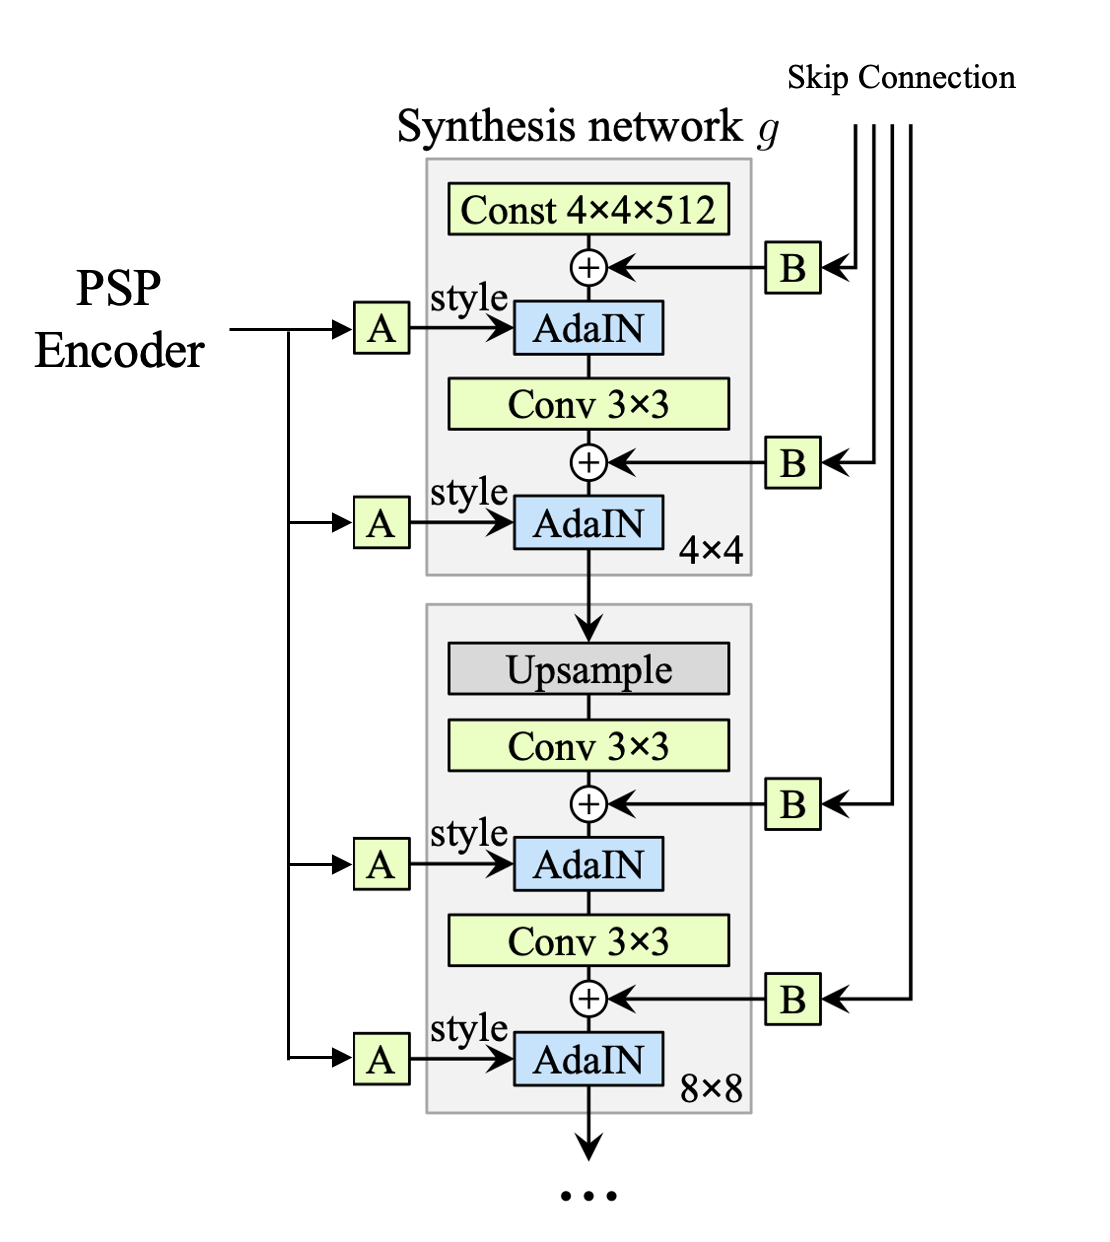 Skip Connection
Synthesis network g
Const 4×4×512
B
PSP
Encoder
A
style
AdaIN
Conv 3×3
B
A
style
AdaIN
4×4
Upsample
Conv 3×3
B
A
style
AdaIN
Conv 3×3
B
A
style
AdaIN
8×8
...